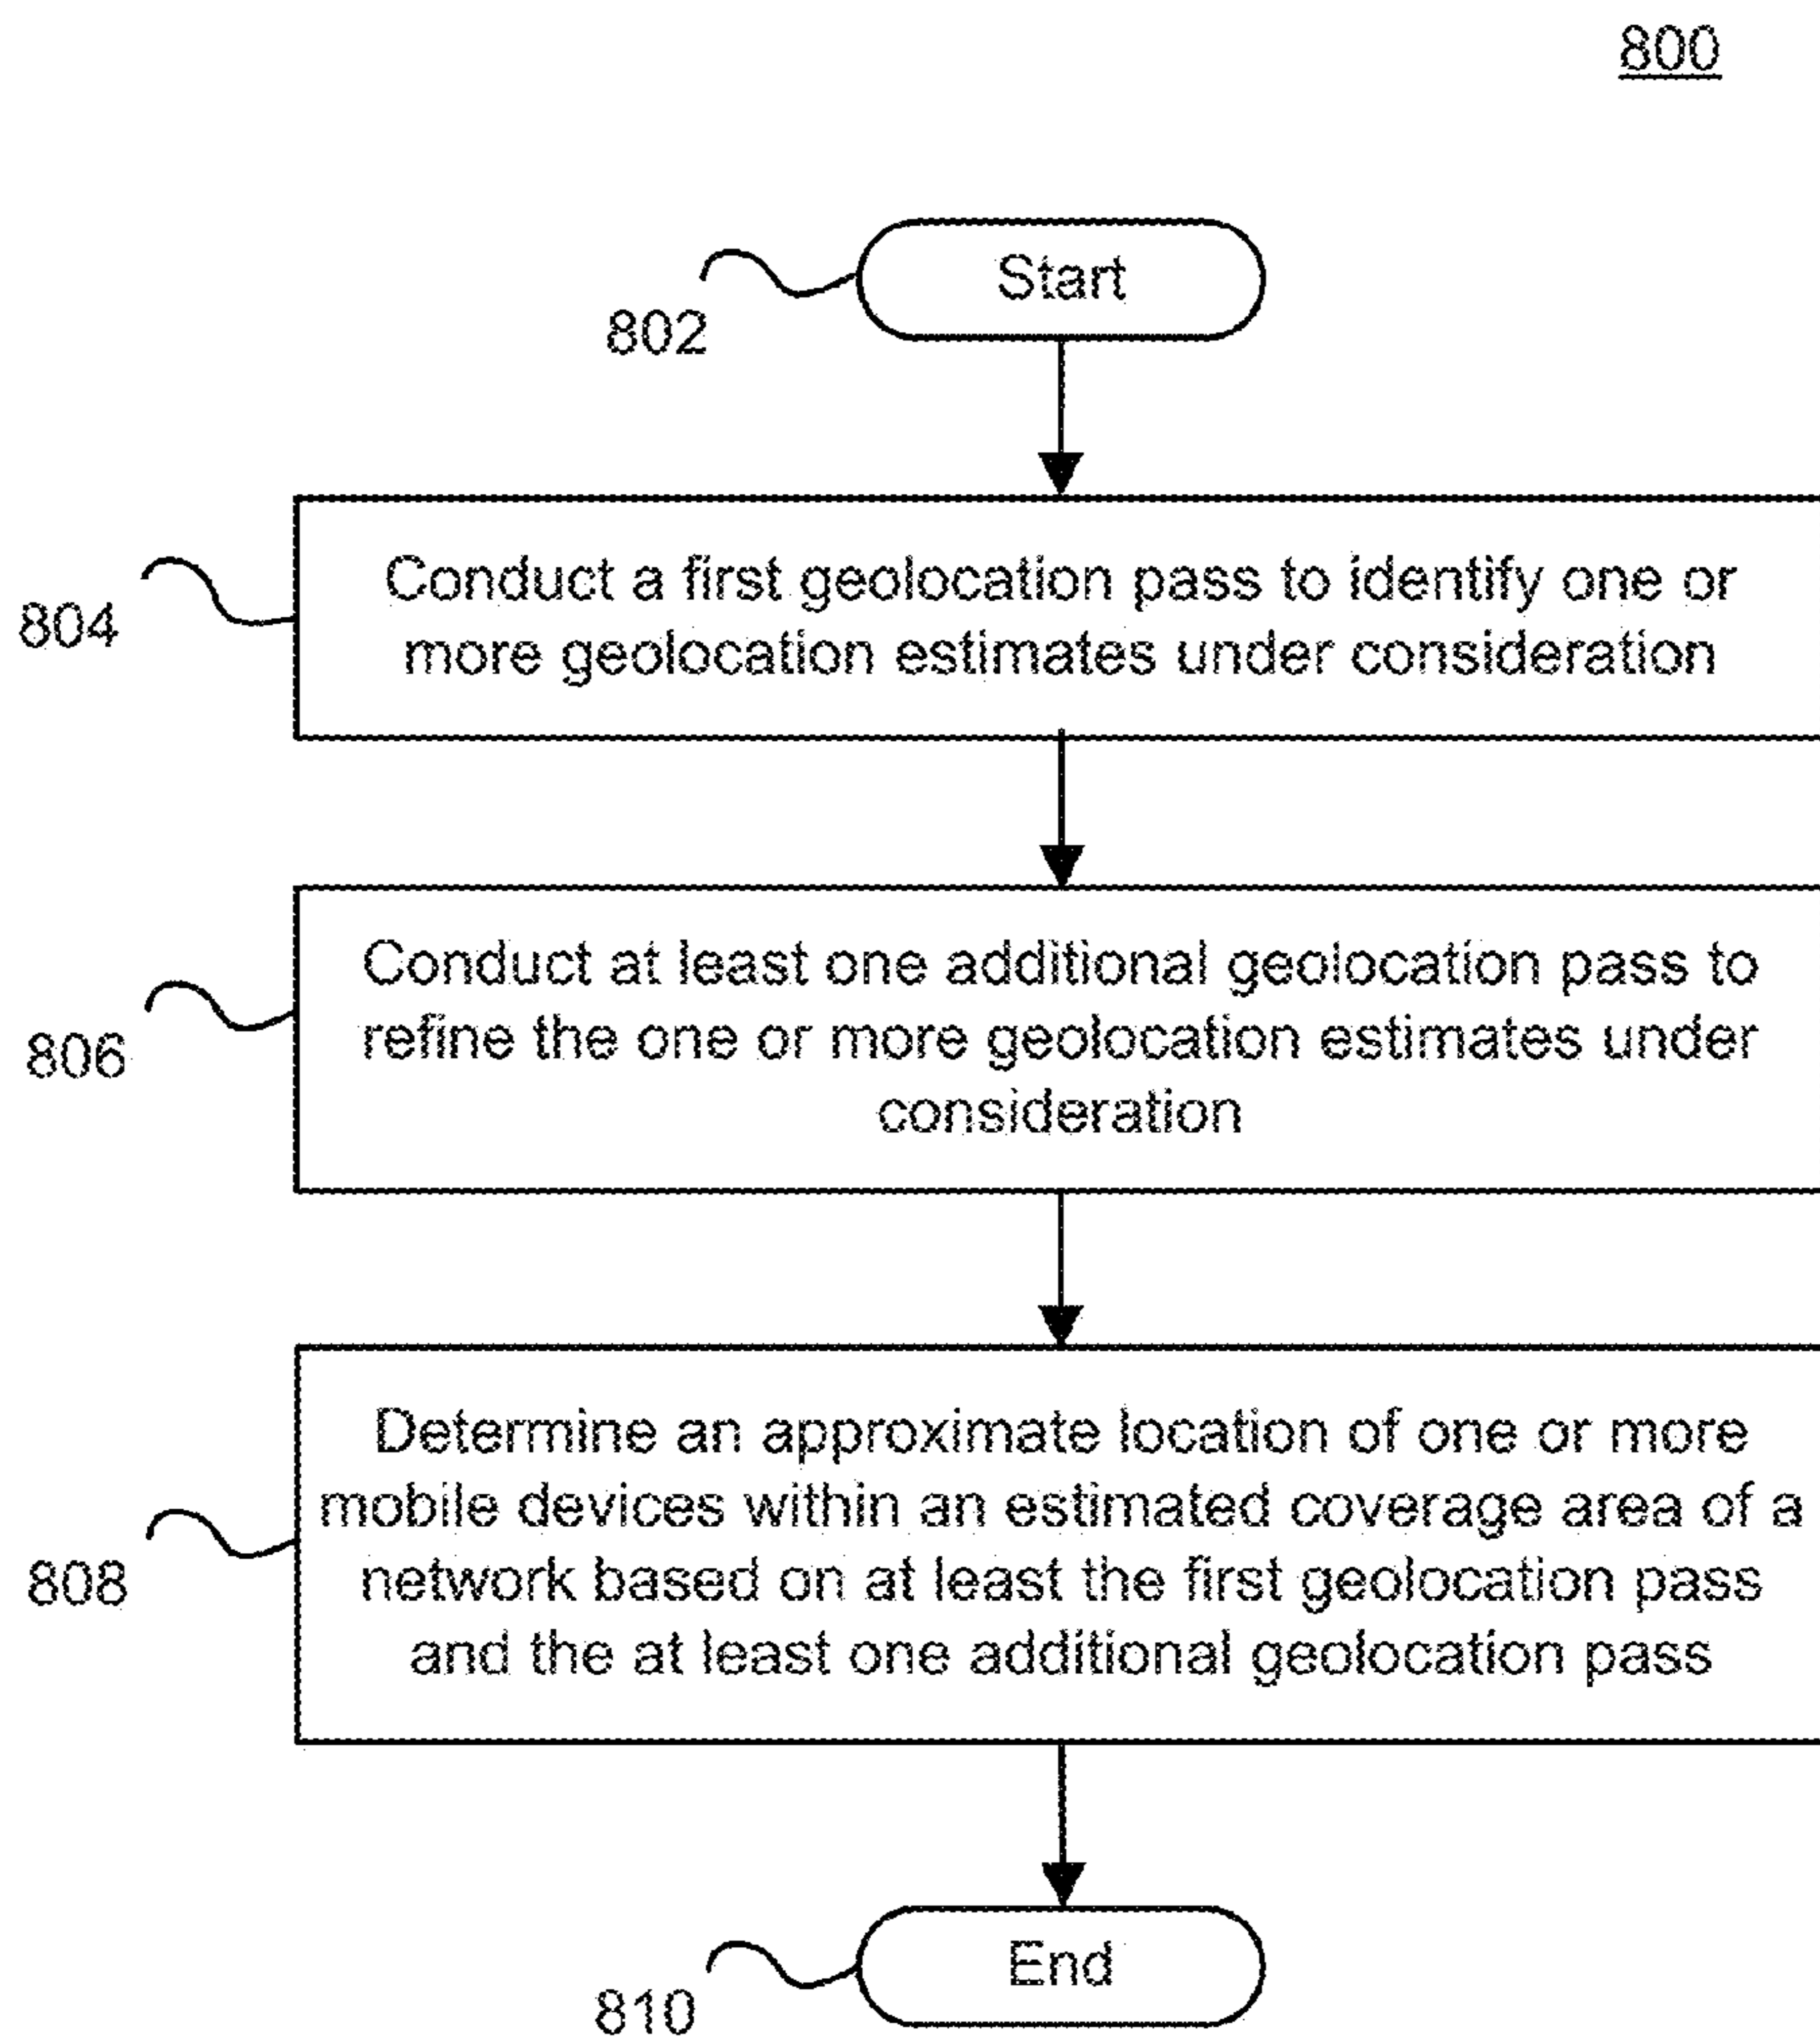 800
Start
802
Conduct a first geolocation pass to identify one or
more geolocation estimates under consideration
804
Conduct at least one additional geolocation pass to
refine the one or more geolocation estimates under
consideration
806
Determine an approximate location of one or more
mobile devices within an estimated coverage area of a
network based on at least the first geolocation pass
and the at least one additional geolocation pass
808
End
810